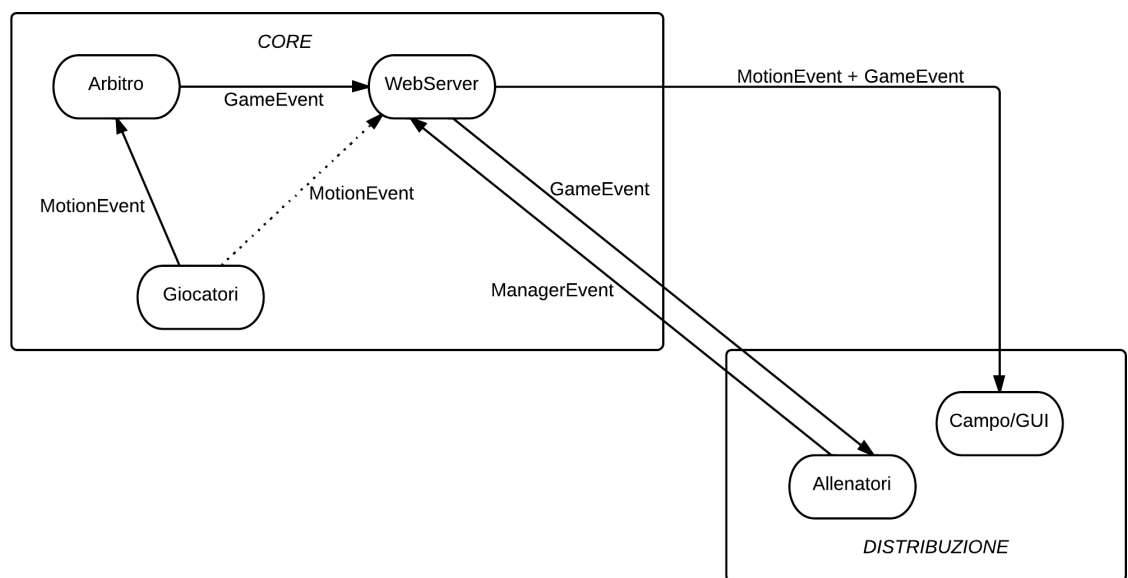 CORE
Arbitro
WebServer
MotionEvent + GameEvent
GameEvent
MotionEvent
GameEvent
MotionEvent
Giocatori
ManagerEvent
Campo/GUI
Allenatori
DISTRIBUZIONE